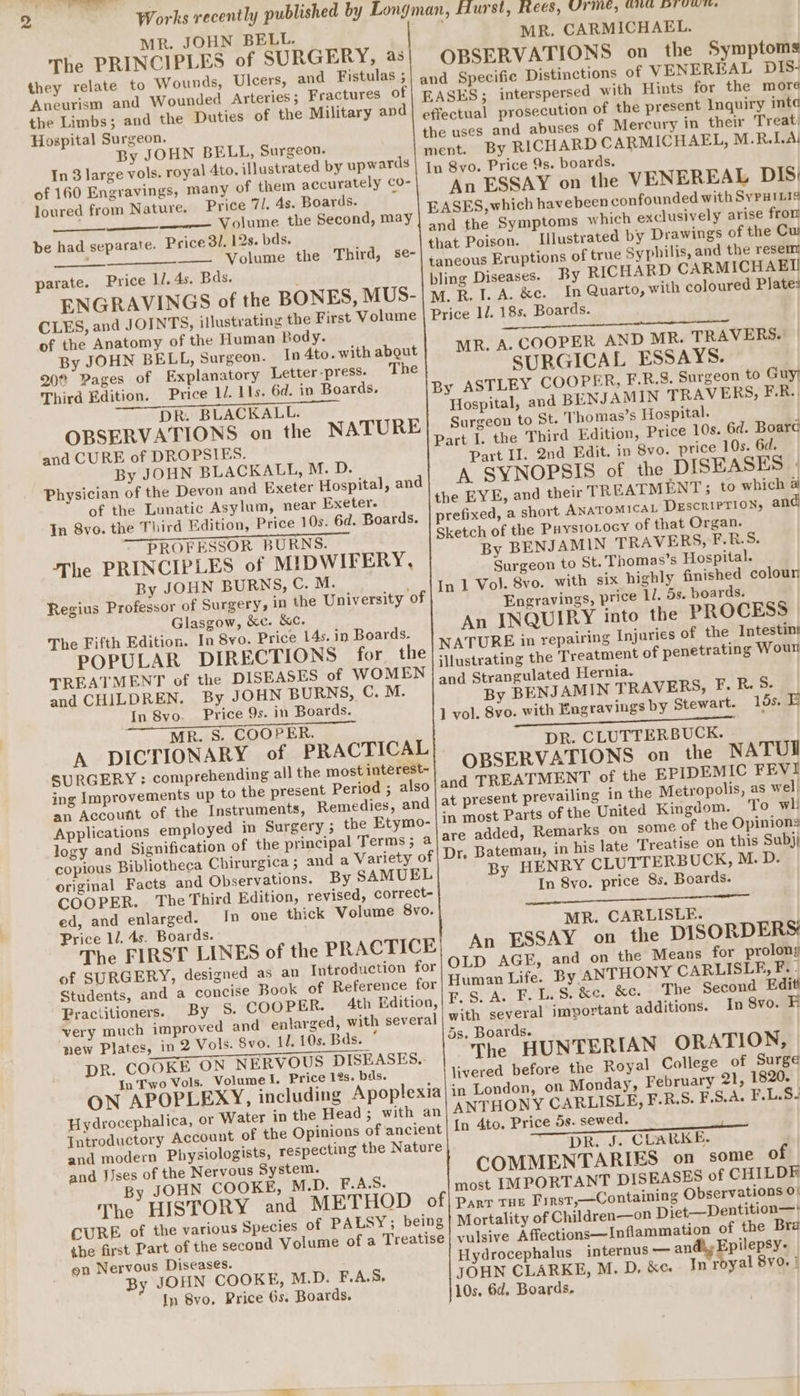 2
Works recently published by Longman, Hurst, Rees, Orme, and Brown.
MR. JOHN BELL.
The PRINCIPLES of SURGERY, as
they relate to Wounds, Ulcers, and Fistulas;
Aneurism and Wounded Arteries; Fractures of
the Limbs; and the Duties of the Military and
Hospital Surgeon.
By JOHN BELL, Surgeon.
In 3 large vols. royal 4to. illustrated by upwards
of 160 Engravings, many of them accurately co-
loured from Nature. Price 7l. 4s. Boards.
Volume the Second, may
be had separate. Price 3l. 12s. bds.
Volume the Third, se-
parate. Price 1l. 4s. Bds.
ENGRAVINGS of the BONES, MUS-
CLES, and JOINTS, illustrating the First Volume
of the Anatomy of the Human Body.
By JOHN BELL, Surgeon. In 4to. with about
Pages of Explanatory Letter-press. The
Third Edition. Price 1l. 11s. 6d. in Boards.
DR. BLACKALL.
OBSERVATIONS on the NATURE
and CURE of DROPSIES.
By JOHN BLACKALL, M. D.
Physician of the Devon and Exeter Hospital, and
of the Lunatic Asylum, near Exeter.
In 8vo. the Third Edition, Price 10s. 6d. Boards.
PROFESSOR BURNS.
The PRINCIPLES of MIDWIFERY,
By JOHN BURNS, C. M.
Regius Professor of Surgery, in the University of
Glasgow, &c. &c.
The Fifth Edition. In 8vo. Price 14s. in Boards.
POPULAR DIRECTIONS for the
TREATMENT of the DISEASES of WOMEN
and CHILDREN. By JOHN BURNS, C. M.
In 8vo. Price 9s. in Boards.
MR. S. COOPER.
A DICTIONARY of PRACTICAL
SURGERY: comprehending all the most interest-
ing Improvements up to the present Period; also
an Account of the Instruments, Remedies, and
Applications employed in Surgery; the Etymo-
logy and Signification of the principal Terms; a
copious Bibliotheca Chirurgica; and a Variety of
original Facts and Observations. By SAMUEL
COOPER. The Third Edition, revised, correct-
ed, and enlarged. In one thick Volume 8vo.
Price 1l. 4s. Boards.
The FIRST LINES of the PRACTICE
of SURGERY, designed as an Introduction for
Students, and a concise Book of Reference for
Practitioners. By S. COOPER. 4th Edition,
very much improved and enlarged, with several
new Plates, in 2 Vols. 8vo. 1l. 10s. Bds.
DR. COOKE ON NERVOUS DISEASES.
In Two Vols. Volume I. Price 12s. bds.
ON APOPLEXY, including Apoplexia
Hydrocephalica, or Water in the Head; with an
Introductory Account of the Opinions of ancient
and modern Physiologists, respecting the Nature
and Uses of the Nervous System.
By JOHN COOKE, M.D. F.A.S.
The HISTORY and METHOD of
CURE of the various Species of PALSY; being
the first Part of the second Volume of a Treatise
on Nervous Diseases.
By JOHN COOKE, M.D. F.A.S.
In 8vo. Price 6s. Boards.
MR. CARMICHAEL.
OBSERVATIONS on the Symptoms
and Specific Distinctions of VENEREAL DIS-
EASES; interspersed with Hints for the more
effectual prosecution of the present Inquiry into
the uses and abuses of Mercury in their Treat
ment. By RICHARD CARMICHAEL, M.R.I.A
In 8vo. Price 9s. boards.
An ESSAY on the VENEREAL DIS
EASES, which have been confounded with SYPHILIS
and the Symptoms which exclusively arise from
that Poison. Illustrated by Drawings of the Cu
taneous Eruptions of true Syphilis, and the resem
bling Diseases. By RICHARD CARMICHAEL
M. R. I. A. &c. In Quarto, with coloured Plates
Price 1l. 18s. Boards.
MR. A. COOPER AND MR. TRAVERS.
SURGICAL ESSAYS.
By ASTLEY COOPER, F.R.S. Surgeon to Guy
Hospital, and BENJAMIN TRAVERS, F.R.
Surgeon to St. Thomas's Hospital.
Part I. the Third Edition, Price 10s. 6d. Board
Part II. 2nd Edit. in 8vo. price 10s. 6d.
A SYNOPSIS of the DISEASES
the EYE, and their TREATMENT; to which a
prefixed, a short ANATOMICAL DESCRIPTION, and
Sketch of the PHYSIOLOGY of that Organ.
By BENJAMIN TRAVERS, F.R.S.
Surgeon to St. Thomas's Hospital.
In 1 Vol. 8vo. with six highly finished colour
Engravings, price 1l. 5s. boards.
An INQUIRY into the PROCESS
NATURE in repairing Injuries of the Intestin
illustrating the Treatment of penetrating Woun
and Strangulated Hernia.
By BENJAMIN TRAVERS, F. R. S.
1 vol. 8vo. with Engravings by Stewart. 15s. B
DR. CLUTTERBUCK.
OBSERVATIONS on the NATUR
and TREATMENT of the EPIDEMIC FEVE
at present prevailing in the Metropolis, as wel
in most Parts of the United Kingdom. To wh
are added, Remarks on some of the Opinions
Dr. Bateman, in his late Treatise on this Subj
By HENRY CLUTTERBUCK, M. D.
In 8vo. price 8s. Boards.
MR. CARLISLE.
An ESSAY on the DISORDERS
OLD AGE, and on the Means for prolong
Human Life. By ANTHONY CARLISLE, F.
F. S. A. F. L. S. &c. &c. The Second Edit
with several important additions. In 8vo. P
5s. Boards.
The HUNTERIAN ORATION,
livered before the Royal College of Surge
in London, on Monday, February 21, 1820.
ANTHONY CARLISLE, F.R.S. F.S.A. F.L.S.
In 4to. Price 5s. sewed.
DR. J. CLARKE.
COMMENTARIES on some of
most IMPORTANT DISEASES of CHILDR
PART THE FIRST,—Containing Observations o
Mortality of Children—on Diet—Dentition—
vulsive Affections—Inflammation of the Bra
Hydrocephalus internus — and Epilepsy.
JOHN CLARKE, M. D. &c. In royal 8vo.
10s. 6d. Boards.